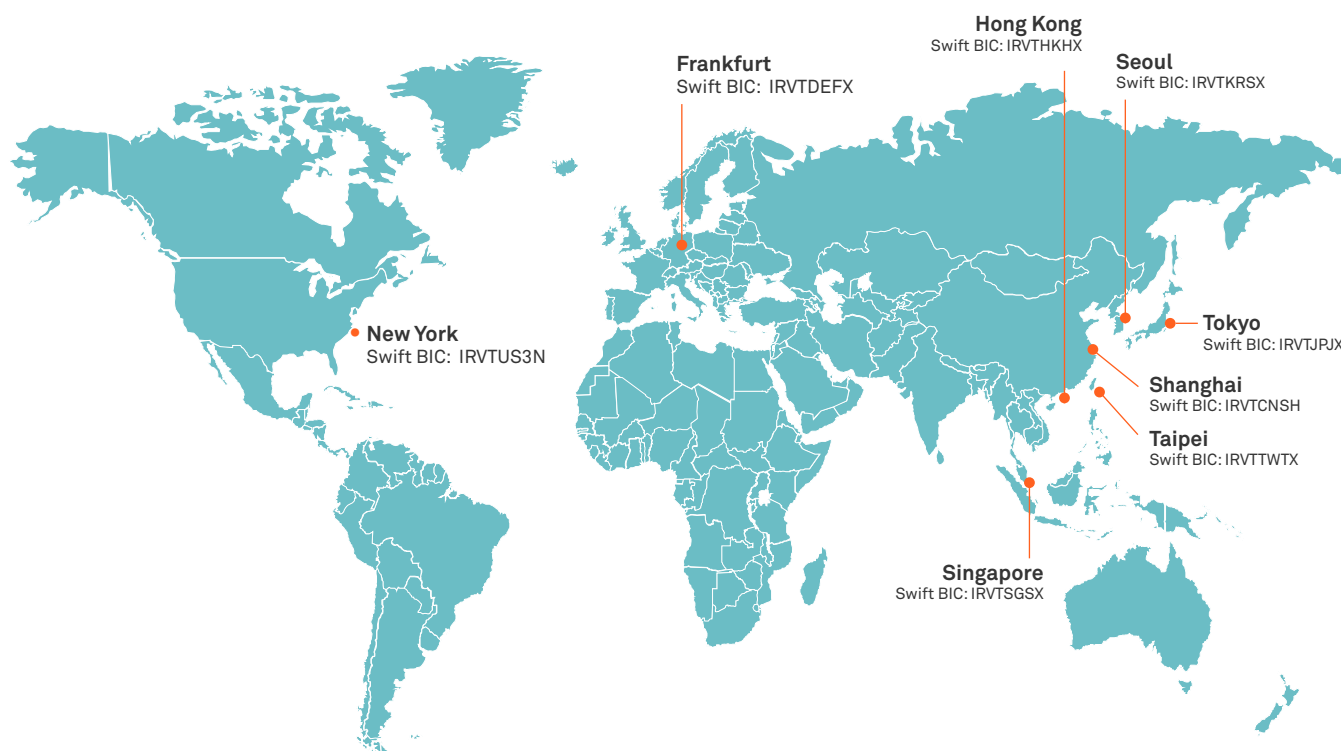 Hong Kong
Swift BIC: IRVTHKHX
Frankfurt
Swift BIC: IRVTDEFX
Seoul
Swift BIC: IRVTKRSX
New York
Swift BIC: IRVTUS3N
Tokyo
Swift BIC: IRVTJPJX
Shanghai
Swift BIC: IRVTCNSH
Taipei
Swift BIC: IRVTTWTX
Singapore
Swift BIC: IRVTSGSX